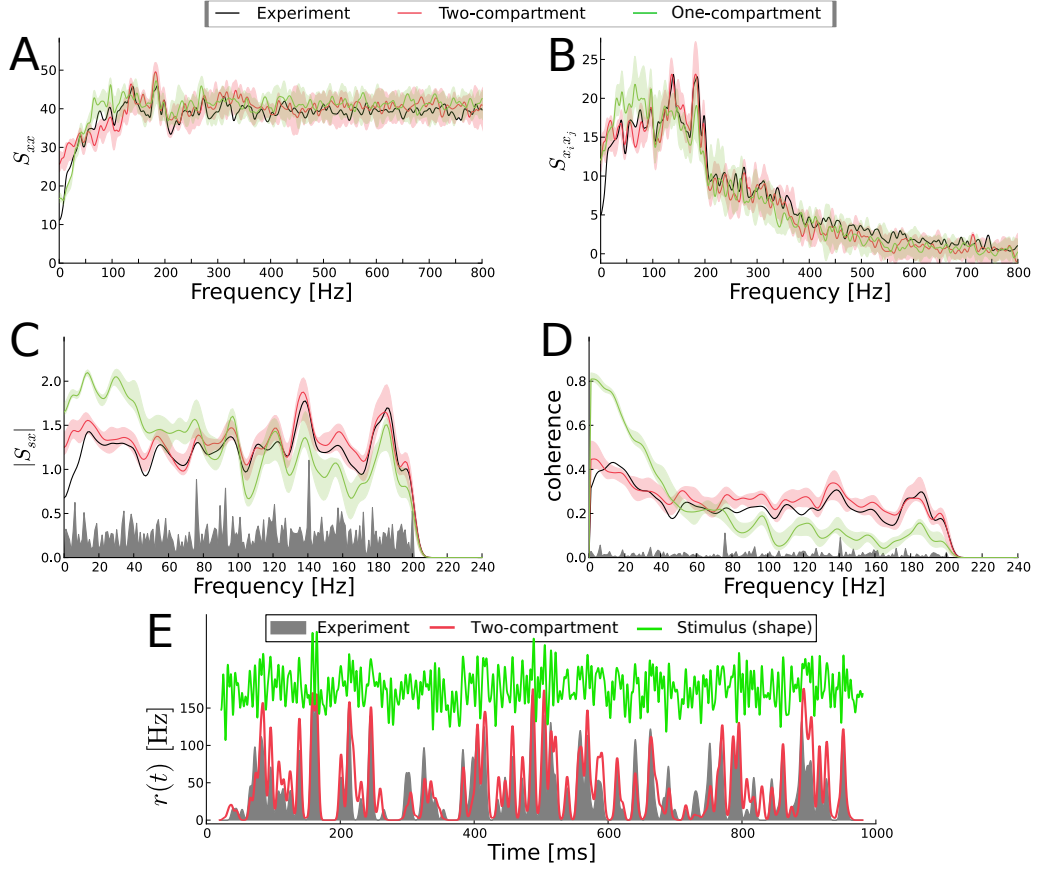 Experiment Two-compartment One-compartment
A
S_xx
50
40
30
20
10
0
0 100 200 300 400 500 600 700 800
Frequency [Hz]
B
S_{x_i x_j}
25
20
15
10
5
0
0 100 200 300 400 500 600 700 800
Frequency [Hz]
C
|S_sx|
2.0
1.5
1.0
0.5
0.0
0 20 40 60 80 100 120 140 160 180 200 220 240
Frequency [Hz]
D
coherence
0.8
0.6
0.4
0.2
0.0
0 20 40 60 80 100 120 140 160 180 200 220 240
Frequency [Hz]
E
Experiment Two-compartment Stimulus (shape)
r(t) [Hz]
150
100
50
0
0 200 400 600 800 1000
Time [ms]